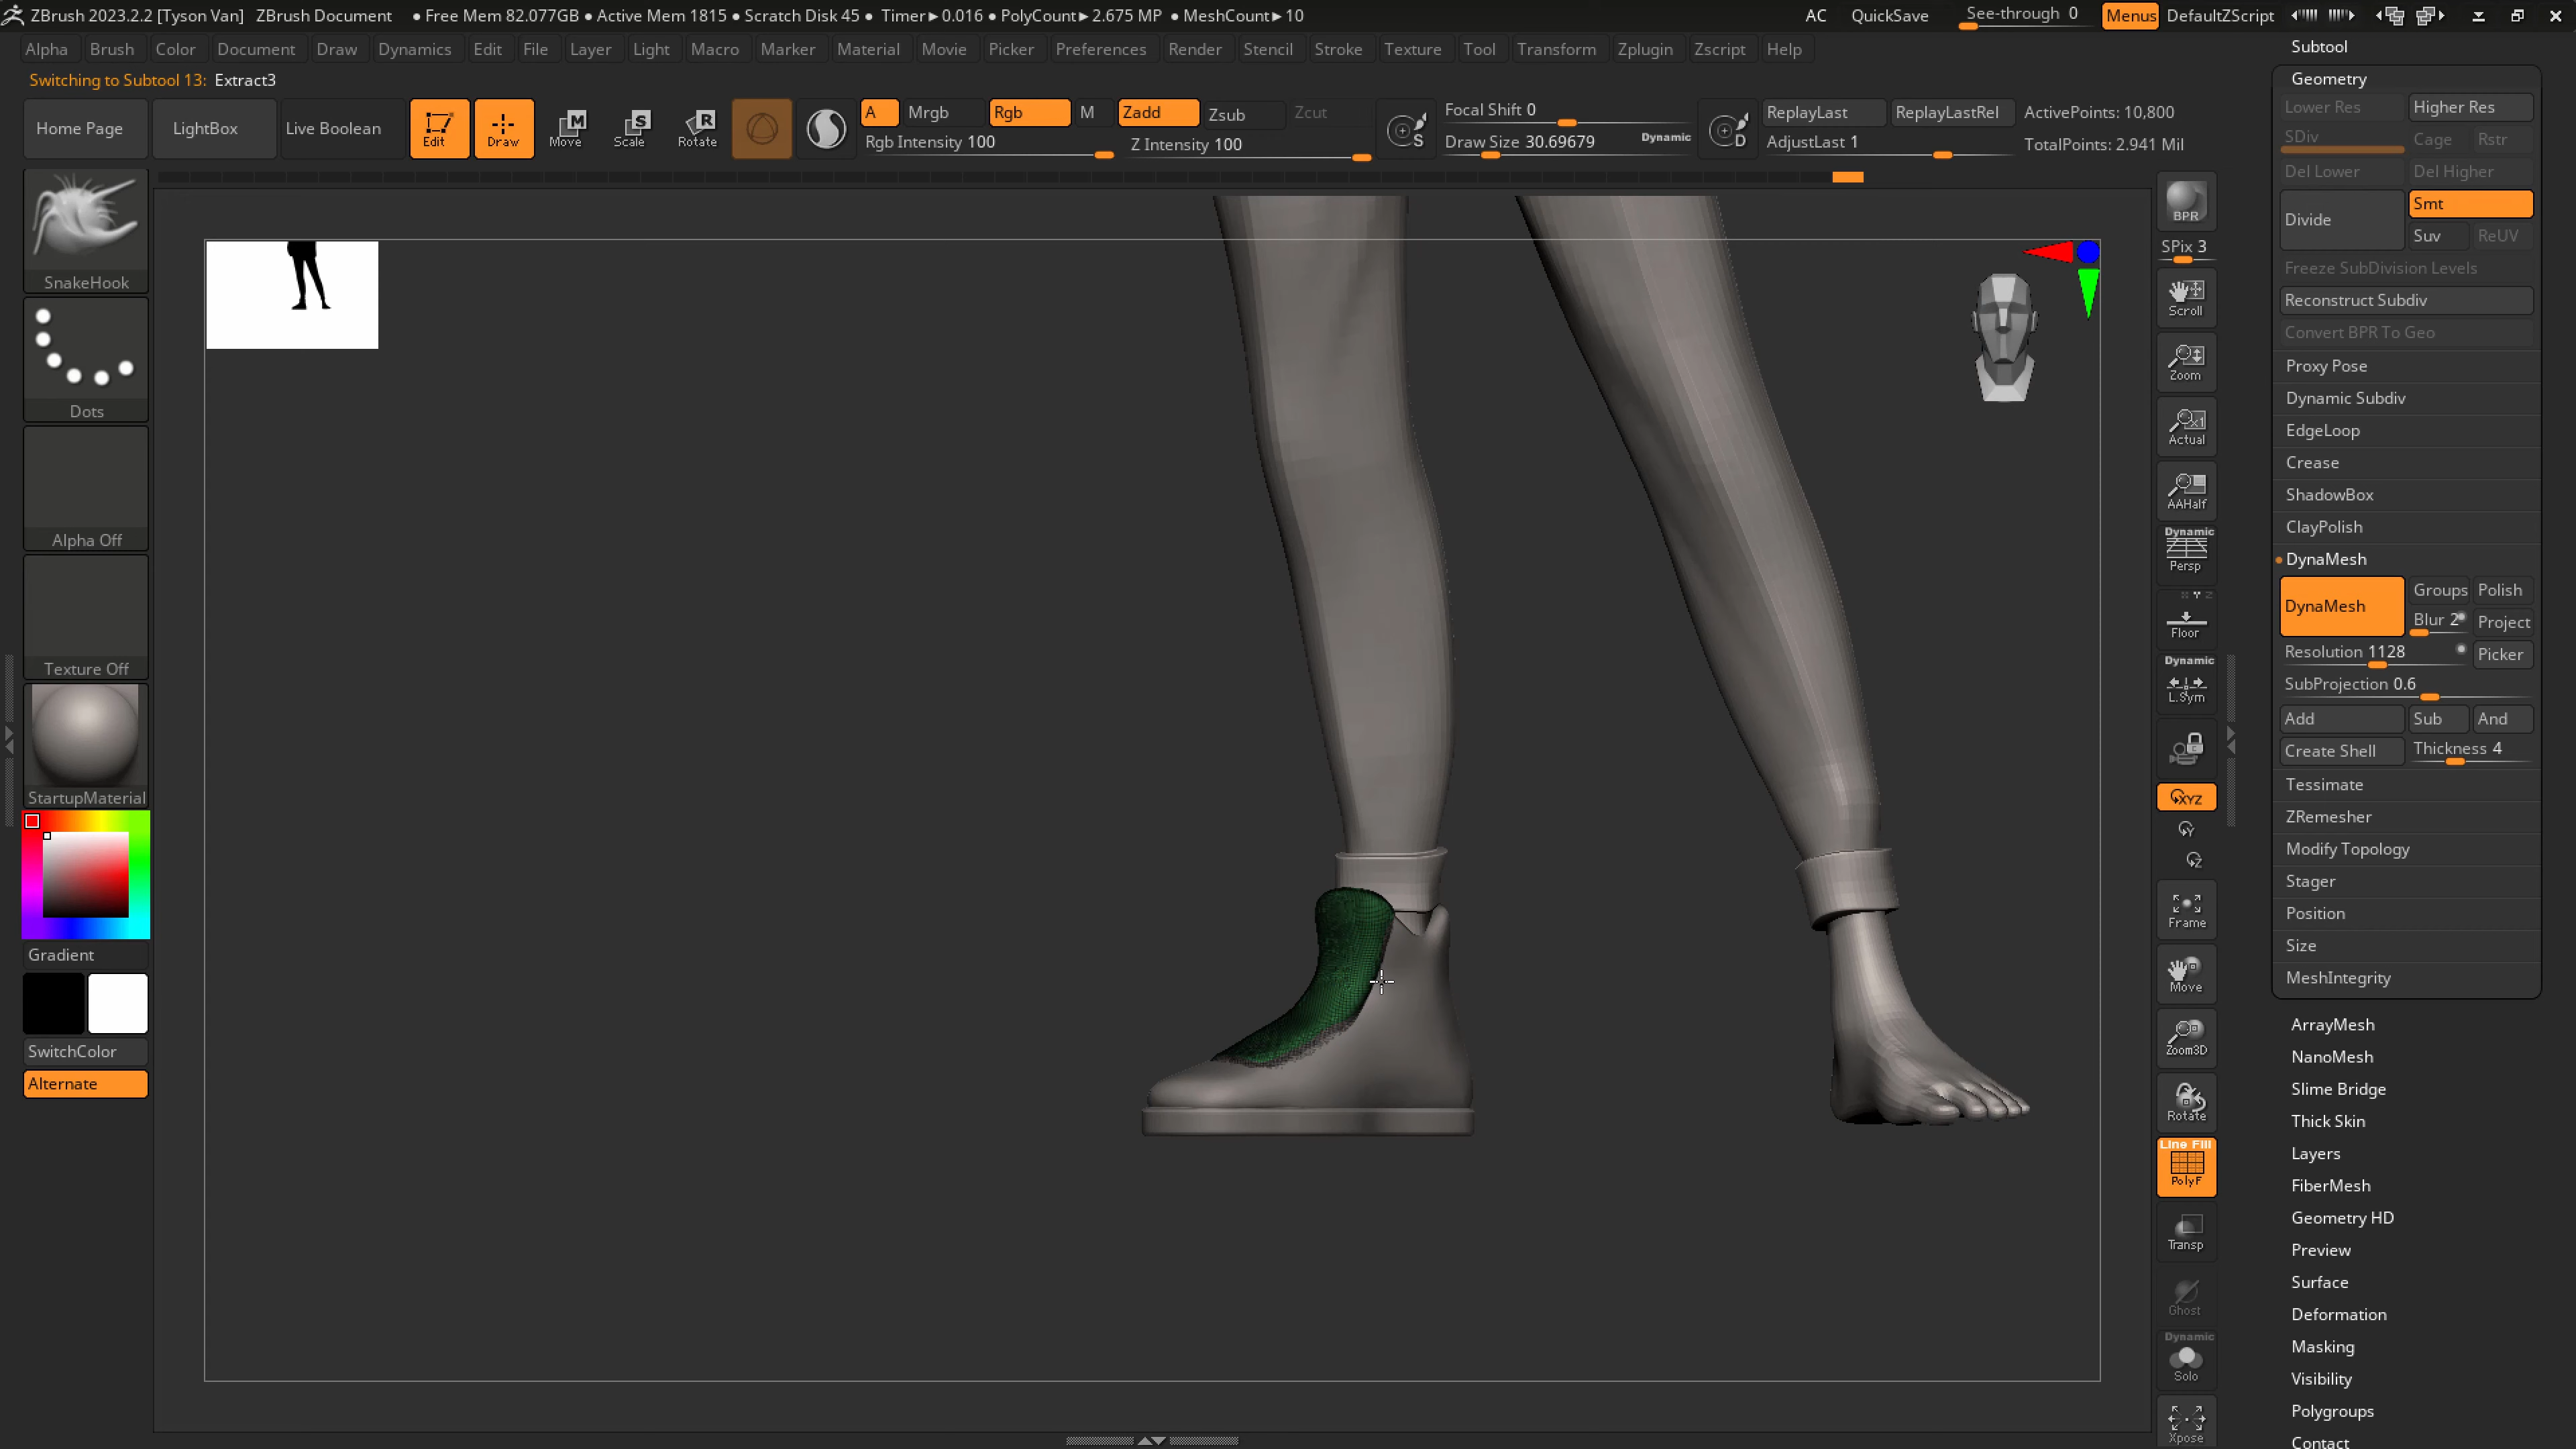 ZBrush 2023.2.2 [Tyson Van] ZBrush Document ● Free Mem 82.077GB ● Active Mem 1815 ● Scratch Disk 45 ● Timer►0.016 ● PolyCount►2.675 MP ● MeshCount►10 AC QuickSave See-through 0 Menus DefaultZScript
Alpha Brush Color Document Draw Dynamics Edit File Layer Light Macro Marker Material Movie Picker Preferences Render Stencil Stroke Texture Tool Transform Zplugin Zscript Help
Switching to Subtool 13: Extract3
Home Page LightBox Live Boolean Edit Draw Move Scale Rotate
M S R
A Mrgb Rgb M Zadd Zsub Zcut
Rgb Intensity 100 Z Intensity 100
S
Focal Shift 0
Draw Size 30.69679 Dynamic
D
ReplayLast ReplayLastRel
AdjustLast 1
ActivePoints: 10,800
TotalPoints: 2.941 Mil
SnakeHook
Dots
Alpha Off
Texture Off
StartupMaterial
Gradient
SwitchColor
Alternate
BPR
SPix 3
Scroll
Zoom
x1
Actual
AAHalf
Dynamic
Persp
Floor
Dynamic
L.Sym
XYZ
Y
Z
Frame
Move
Zoom3D
Rotate
Line Fill
PolyF
Transp
Ghost
Dynamic
Solo
Xpose
Subtool
Geometry
Lower Res Higher Res
SDiv Cage Rstr
Del Lower Del Higher
Divide Smt
Suv ReUV
Freeze SubDivision Levels
Reconstruct Subdiv
Convert BPR To Geo
Proxy Pose
Dynamic Subdiv
EdgeLoop
Crease
ShadowBox
ClayPolish
DynaMesh
DynaMesh Groups Polish
Blur 2 Project
Resolution 1128 Picker
SubProjection 0.6
Add Sub And
Create Shell Thickness 4
Tessimate
ZRemesher
Modify Topology
Stager
Position
Size
MeshIntegrity
ArrayMesh
NanoMesh
Slime Bridge
Thick Skin
Layers
FiberMesh
Geometry HD
Preview
Surface
Deformation
Masking
Visibility
Polygroups
Contact